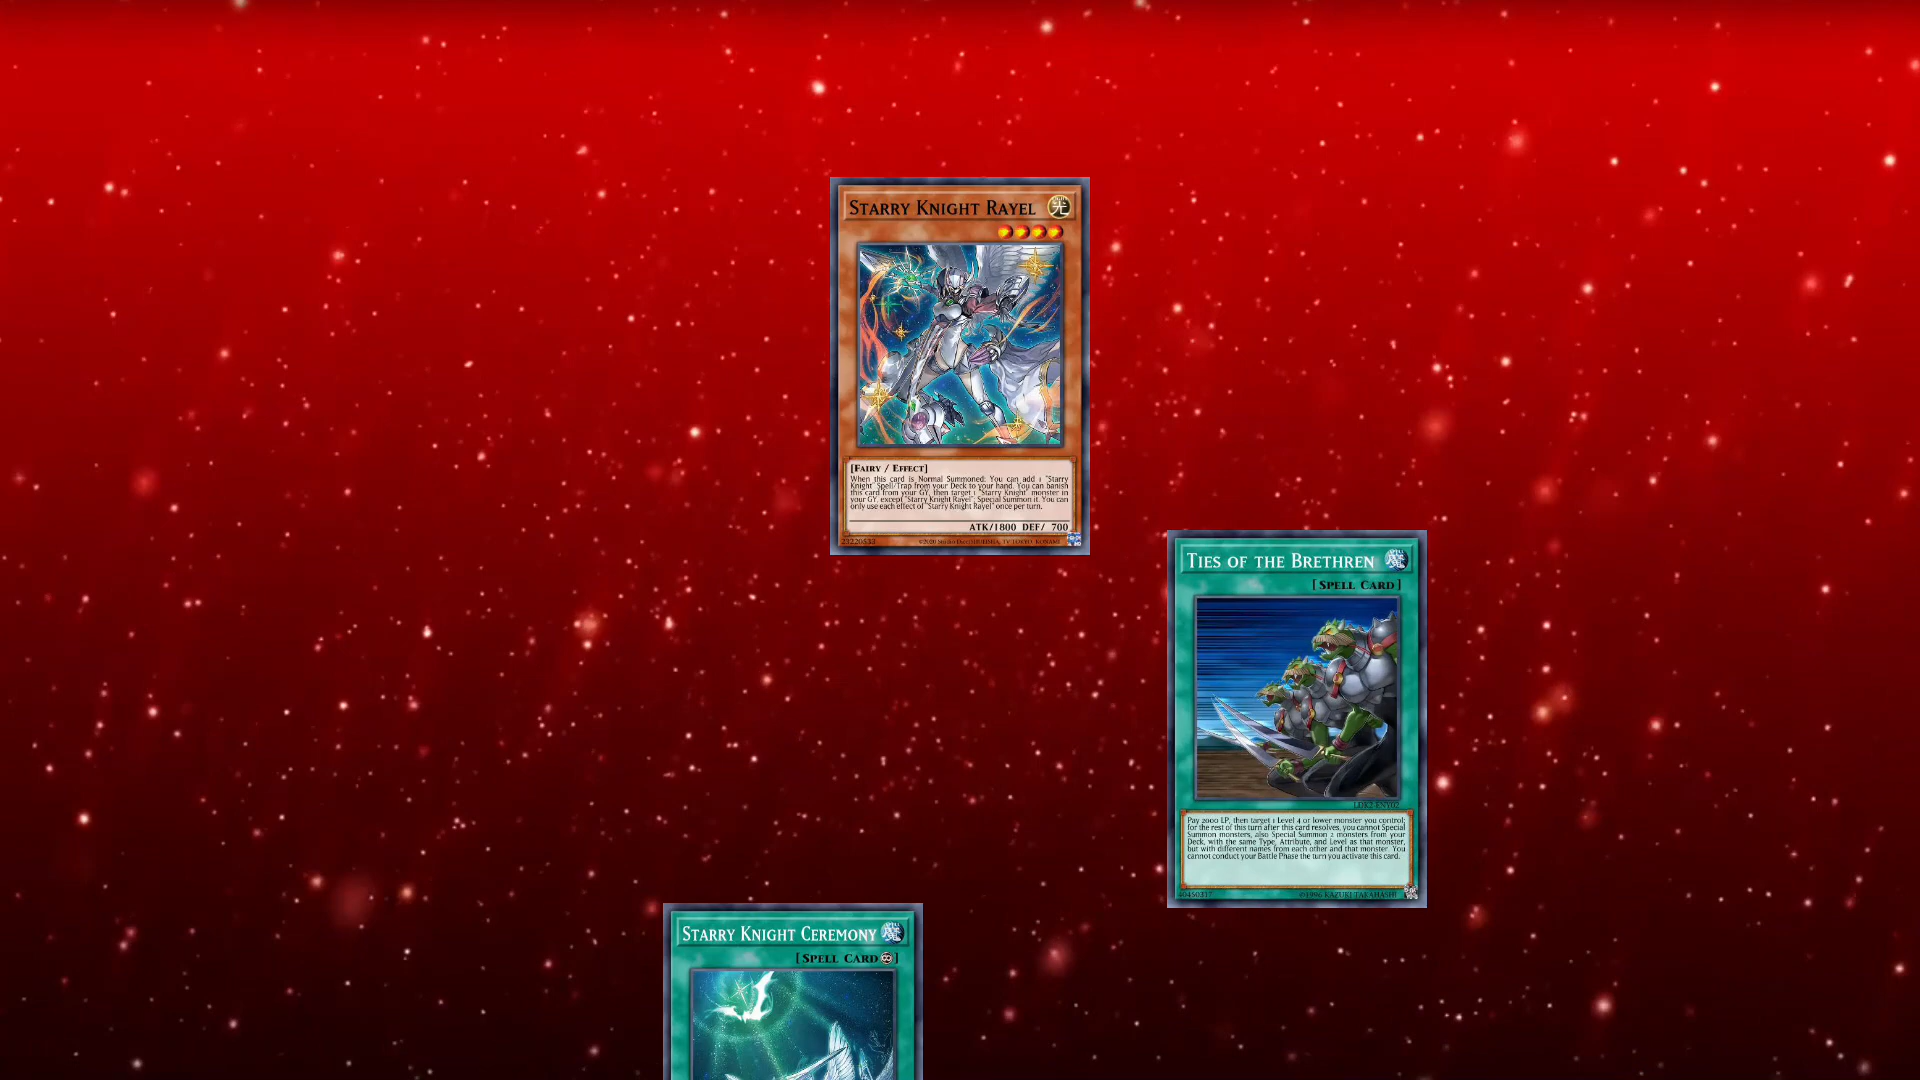 STARRY KNIGHT RAYEL
[FAIRY / EFFECT]
When this card is Normal Summoned: You can add 1 "Starry
Knight" Spell/Trap from your Deck to your hand. You can banish
this card from your GY, then target 1 "Starry Knight" monster in
your GY, except "Starry Knight Rayel"; Special Summon it. You can
only use each effect of "Starry Knight Rayel" once per turn.
ATK/1800 DEF/ 700
TIES OF THE BRETHREN
[SPELL CARD]
LDK2-ENY02
Pay 2000 LP, then target 1 Level 4 or lower monster you control;
for the rest of this turn after this card resolves, you cannot Special
Summon monsters, also Special Summon 2 monsters from your
Deck, with the same Type, Attribute, and Level as that monster,
but with different names from each other and that monster. You
cannot conduct your Battle Phase the turn you activate this card.
©1996 KAZUKI TAKAHASHI
STARRY KNIGHT CEREMONY
[SPELL CARD]